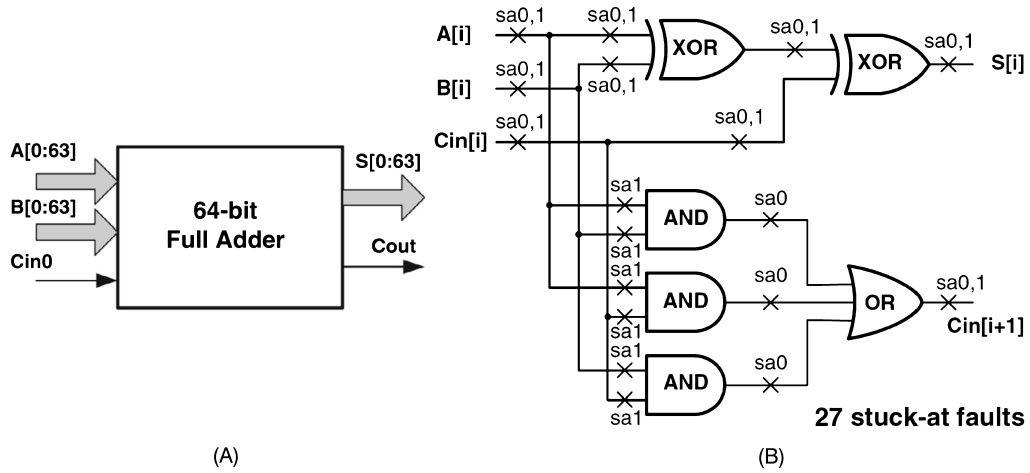 A[0:63]
B[0:63]
Cin0
64-bit
Full Adder
S[0:63]
Cout
(A)
A[i]
sa0,1
sa0,1
XOR
sa0,1
XOR
sa0,1
S[i]
B[i]
sa0,1
sa0,1
Cin[i]
sa0,1
sa0,1
sa1
AND
sa0
sa1
sa1
AND
sa0
sa1
sa1
AND
sa0
sa1
OR
sa0,1
Cin[i+1]
27 stuck-at faults
(B)